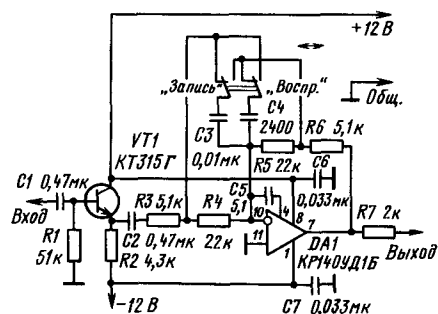 +12 В
„Запись"
„Воспр."
Общ.
C4
2400
R6 5,1к
C3
0,01мк
VT1
КТ315Г
R5 22к
C6
0,033мк
C1 0,47мк
R3 5,1к
R4
C5
5,1
10
4
8
7
R7 2к
Вход
C2
0,47мк
22к
11
1
DA1
КР140УД1Б
Выход
R1
51к
R2 4,3к
-12 В
C7 0,033мк